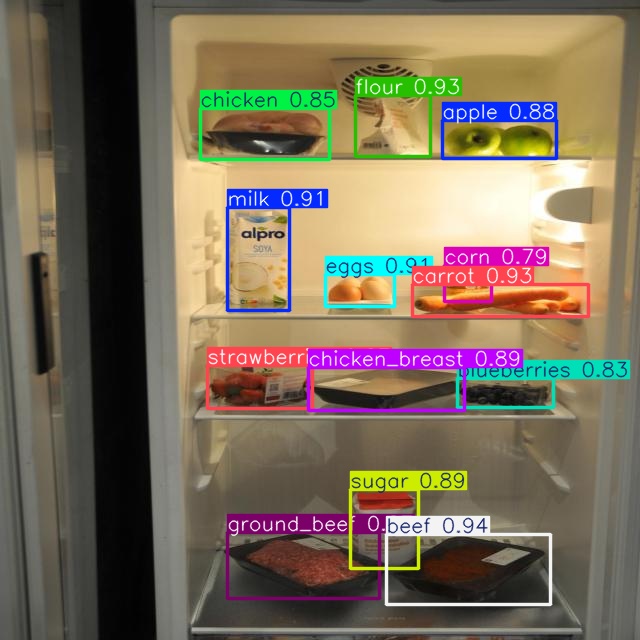 chicken 0.85
flour 0.93
apple 0.88
milk 0.91
alpro
SOYA
eggs 0.91
corn 0.79
carrot 0.93
strawberri
chicken_breast 0.89
blueberries 0.83
sugar 0.89
ground_beef 0.
beef 0.94